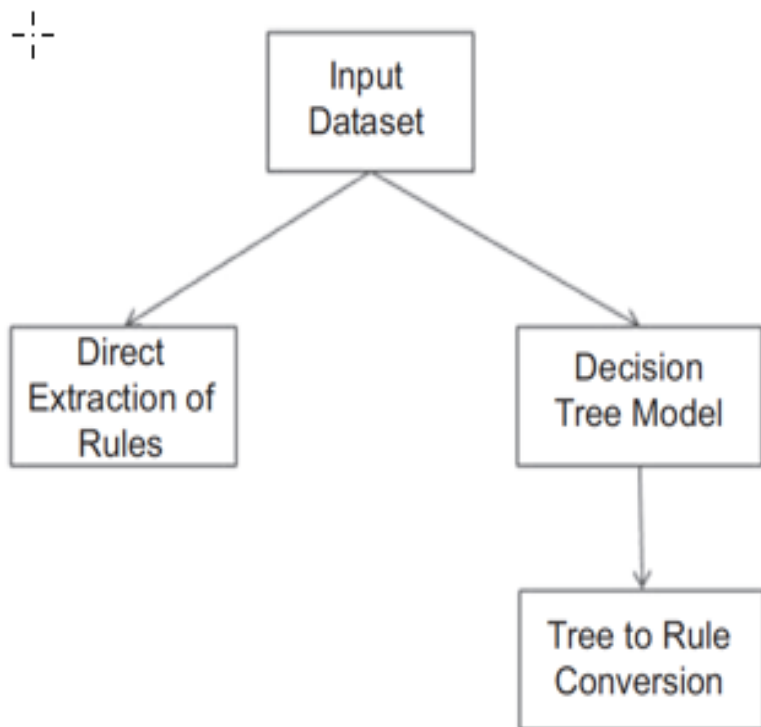 Input
Dataset
Direct
Extraction of
Rules
Decision
Tree Model
Tree to Rule
Conversion